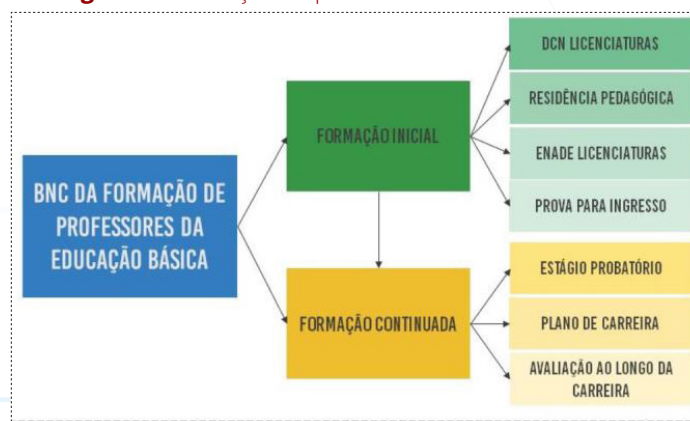 BNC DA FORMAÇÃO DE
PROFESSORES DA
EDUCAÇÃO BÁSICA
FORMAÇÃO INICIAL
DCN LICENCIATURAS
RESIDÊNCIA PEDAGÓGICA
ENADE LICENCIATURAS
PROVA PARA INGRESSO
FORMAÇÃO CONTINUADA
ESTÁGIO PROBATÓRIO
PLANO DE CARREIRA
AVALIAÇÃO AO LONGO DA
CARREIRA